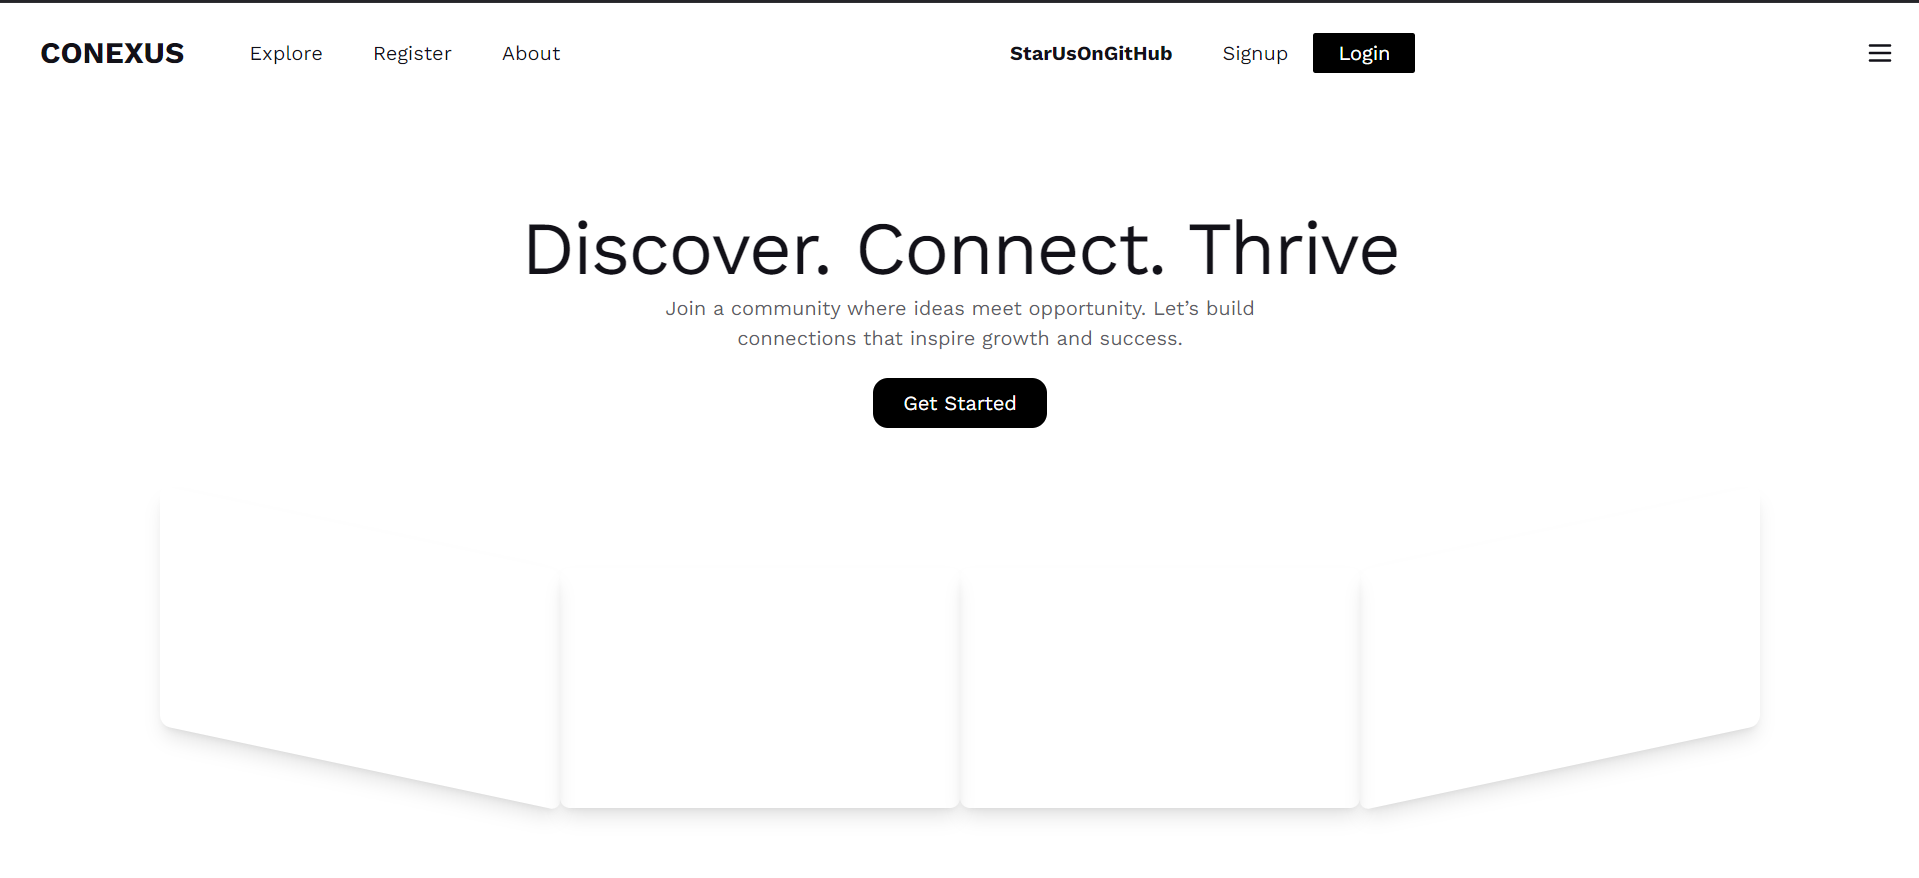 CONEXUS
Explore
Register
About
StarUsOnGitHub
Signup
Login
Discover. Connect. Thrive
Join a community where ideas meet opportunity. Let’s build
connections that inspire growth and success.
Get Started